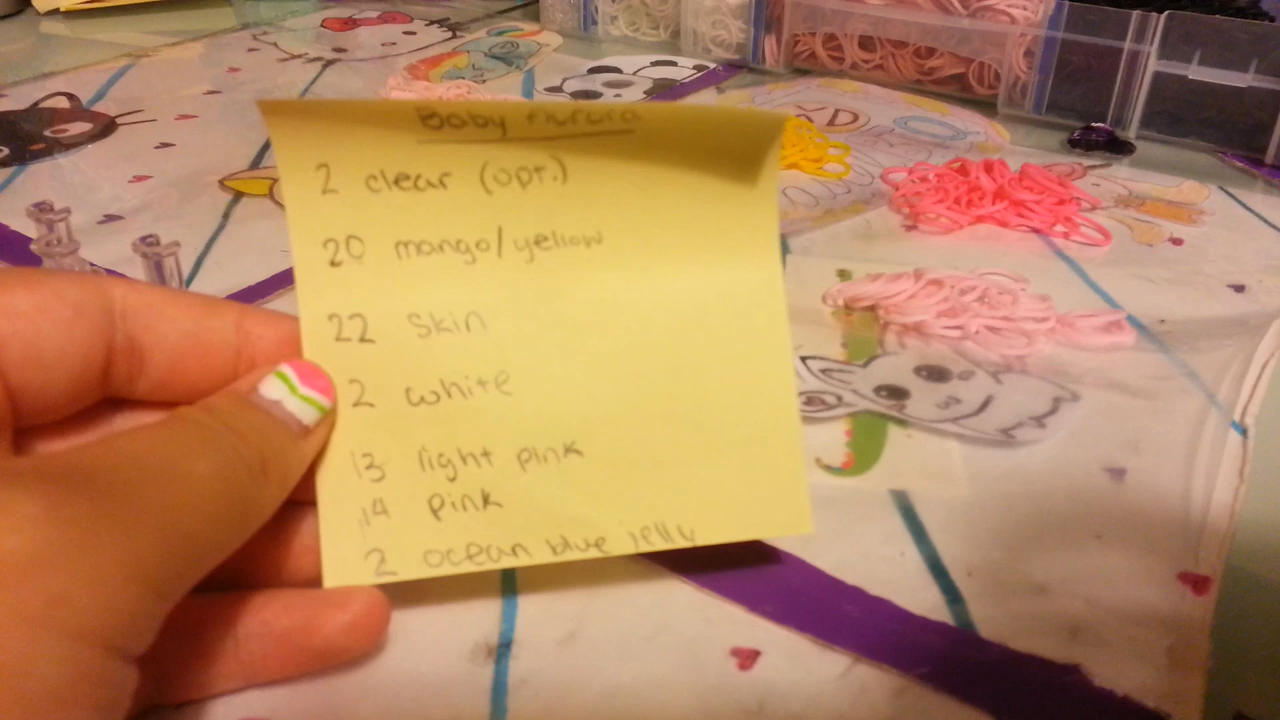 Baby Aurora
2 clear (opt.)
20 mango/yellow
22 skin
2 white
13 light pink
14 pink
2 ocean blue jelly
XD